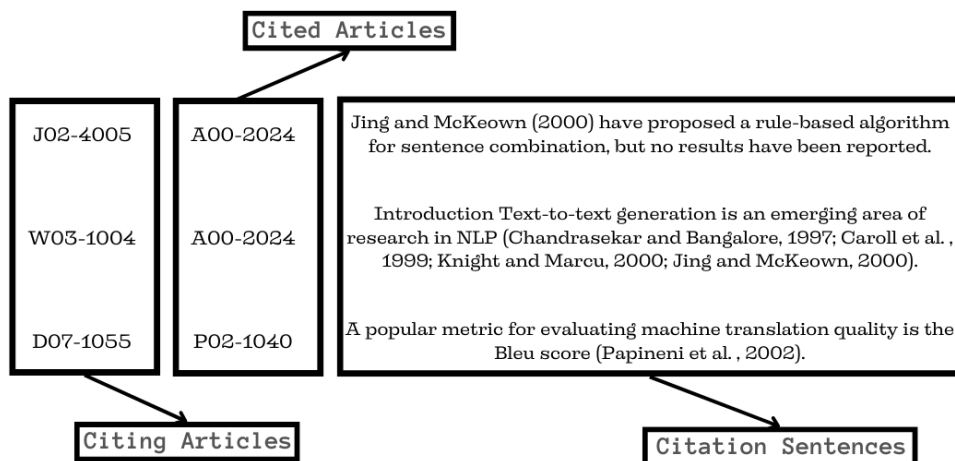 Cited Articles
J02-4005
A00-2024
Jing and McKeown (2000) have proposed a rule-based algorithm
for sentence combination, but no results have been reported.
W03-1004
A00-2024
Introduction Text-to-text generation is an emerging area of
research in NLP (Chandrasekar and Bangalore, 1997; Caroll et al. ,
1999; Knight and Marcu, 2000; Jing and McKeown, 2000).
D07-1055
P02-1040
A popular metric for evaluating machine translation quality is the
Bleu score (Papineni et al. , 2002).
Citing Articles
Citation Sentences